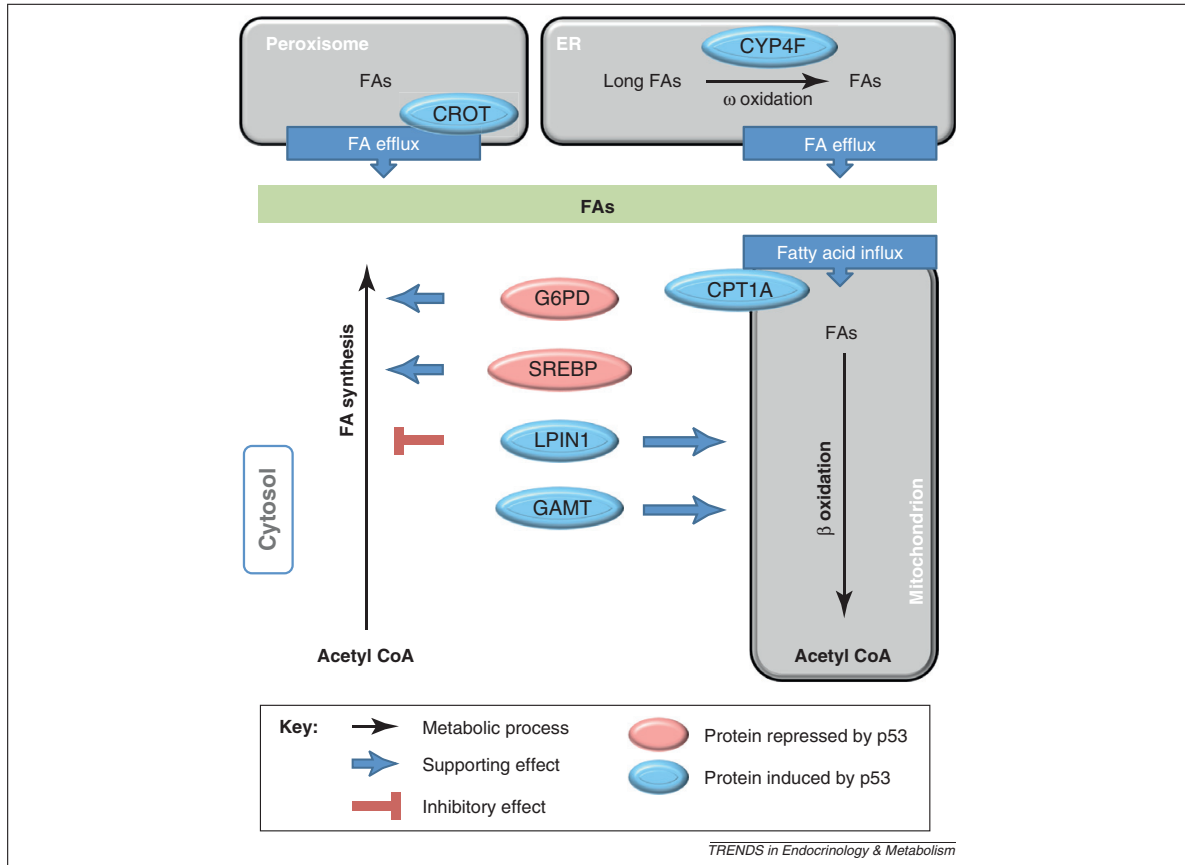 Peroxisome
FAs
CROT
FA efflux
ER
CYP4F
Long FAs
ω oxidation
FAs
FA efflux
FAs
Fatty acid influx
CPT1A
FAs
β oxidation
Mitochondrion
Acetyl CoA
G6PD
SREBP
LPIN1
GAMT
FA synthesis
Cytosol
Acetyl CoA
Key:
Metabolic process
Supporting effect
Inhibitory effect
Protein repressed by p53
Protein induced by p53
TRENDS in Endocrinology & Metabolism